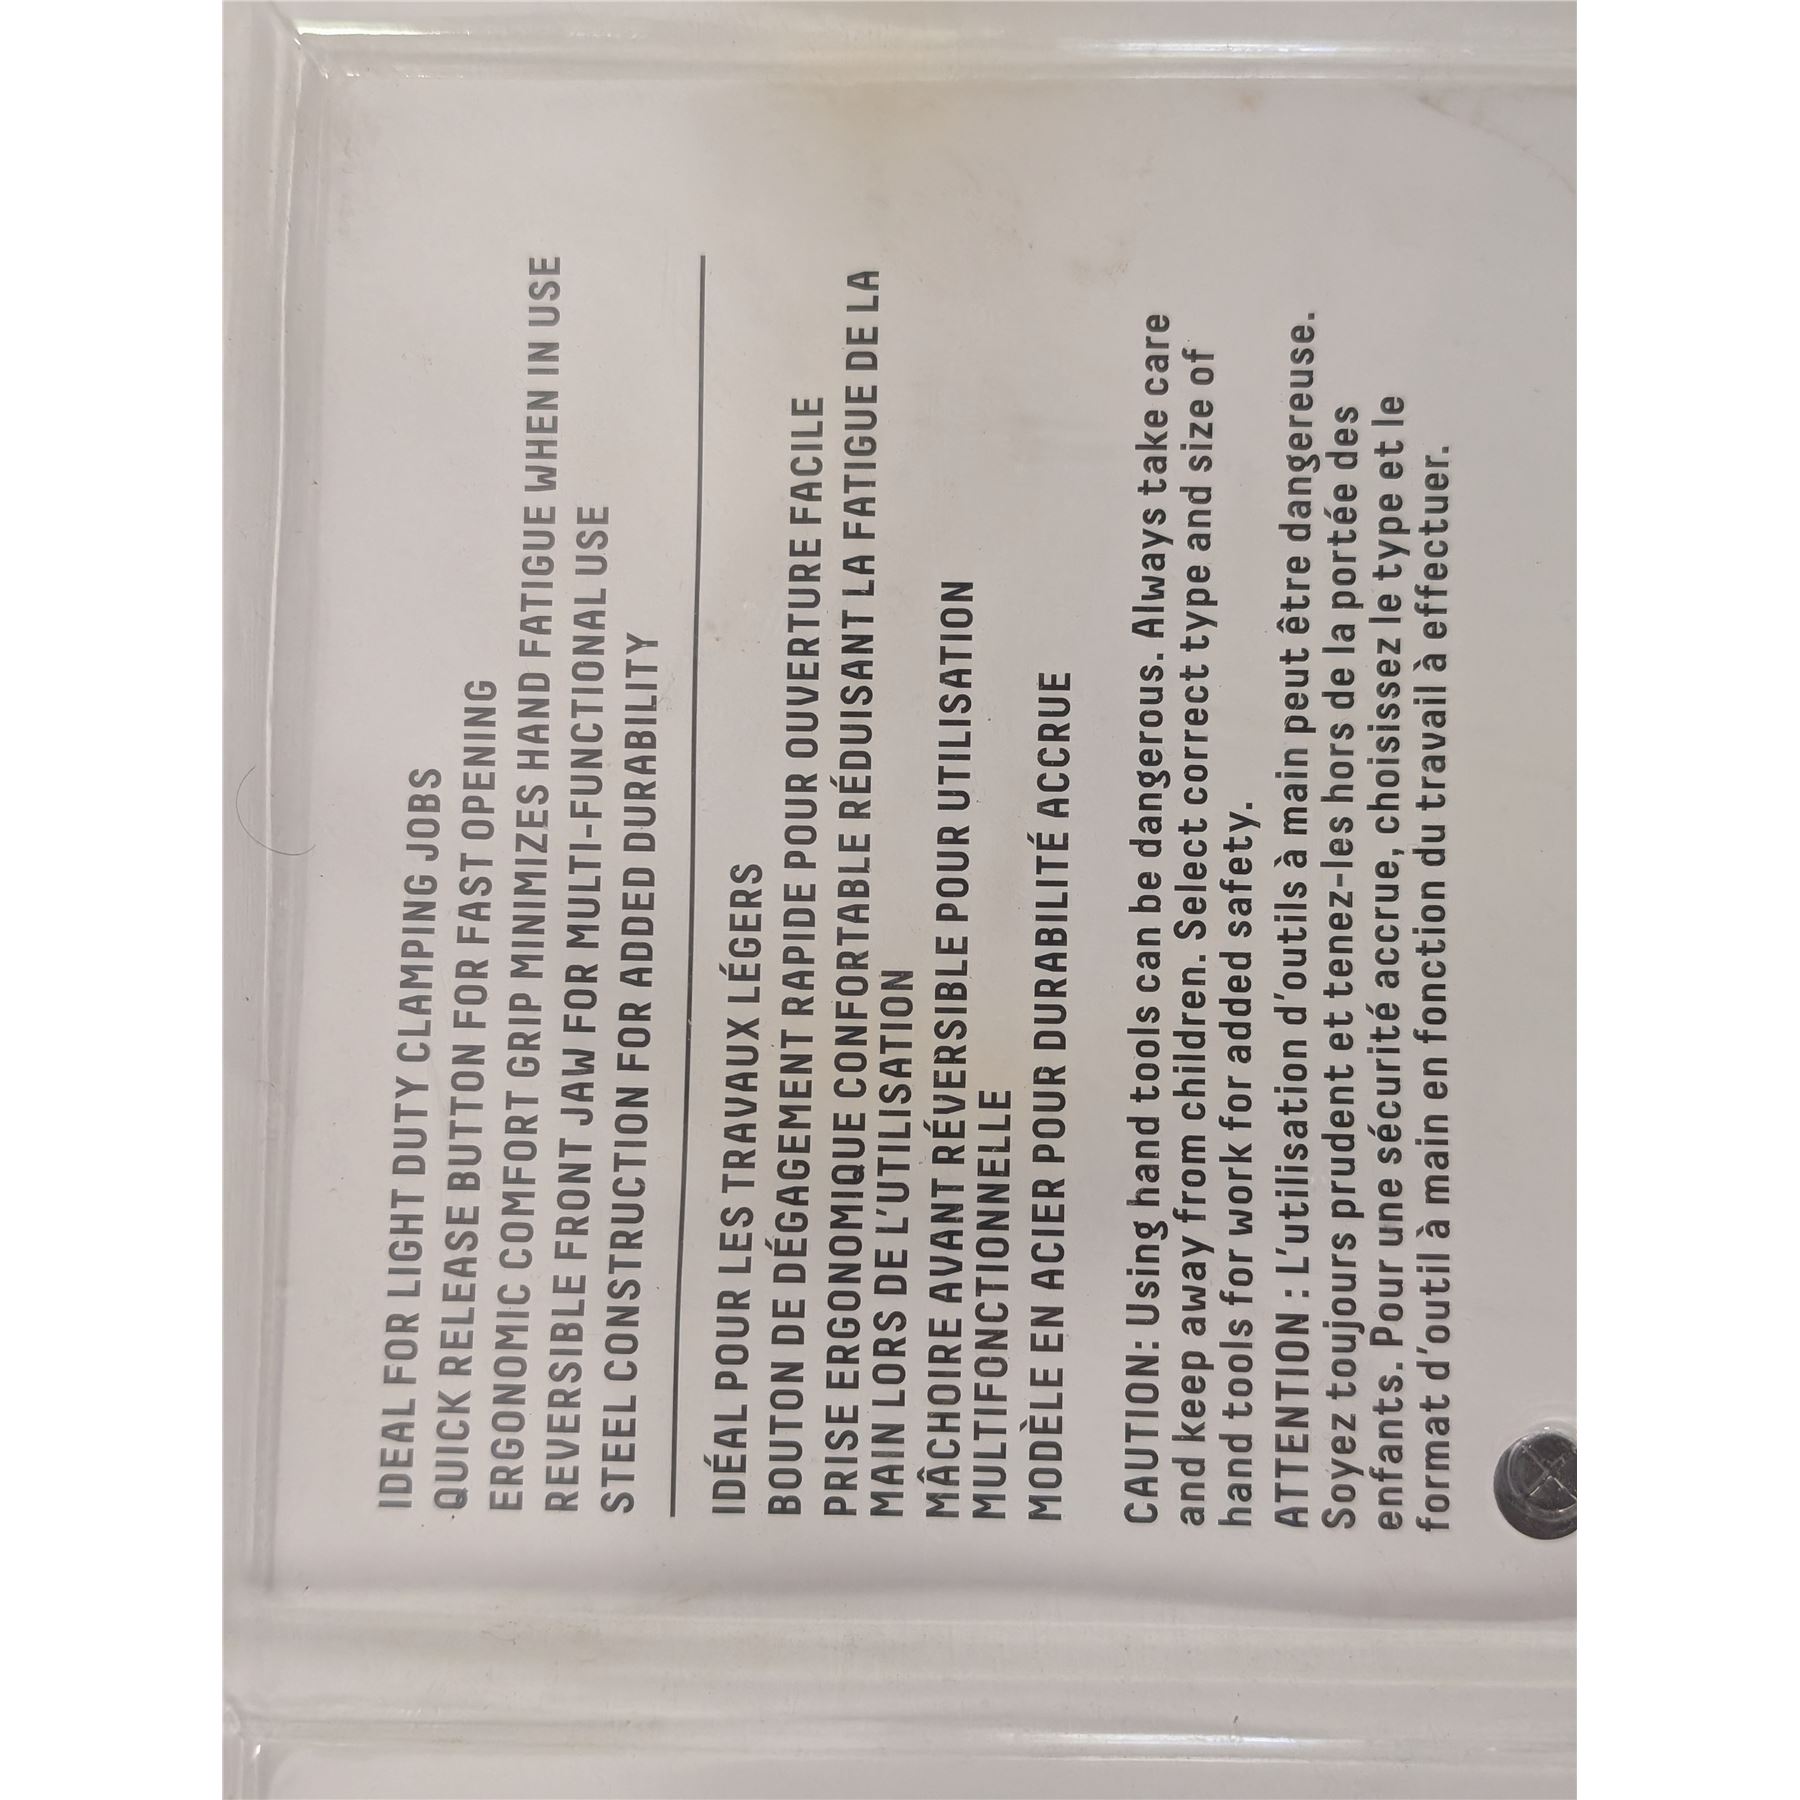 IDEAL FOR LIGHT DUTY CLAMPING JOBS
QUICK RELEASE BUTTON FOR FAST OPENING
ERGONOMIC COMFORT GRIP MINIMIZES HAND FATIGUE WHEN IN USE
REVERSIBLE FRONT JAW FOR MULTI-FUNCTIONAL USE
STEEL CONSTRUCTION FOR ADDED DURABILITY
IDÉAL POUR LES TRAVAUX LÉGERS
BOUTON DE DÉGAGEMENT RAPIDE POUR OUVERTURE FACILE
PRISE ERGONOMIQUE CONFORTABLE RÉDUISANT LA FATIGUE DE LA
MAIN LORS DE L'UTILISATION
MÂCHOIRE AVANT RÉVERSIBLE POUR UTILISATION
MULTIFONCTIONNELLE
MODÈLE EN ACIER POUR DURABILITÉ ACCRUE
CAUTION: Using hand tools can be dangerous. Always take care
and keep away from children. Select correct type and size of
hand tools for work for added safety.
ATTENTION : L'utilisation d'outils à main peut être dangereuse.
Soyez toujours prudent et tenez-les hors de la portée des
enfants. Pour une sécurité accrue, choisissez le type et le
format d'outil à main en fonction du travail à effectuer.